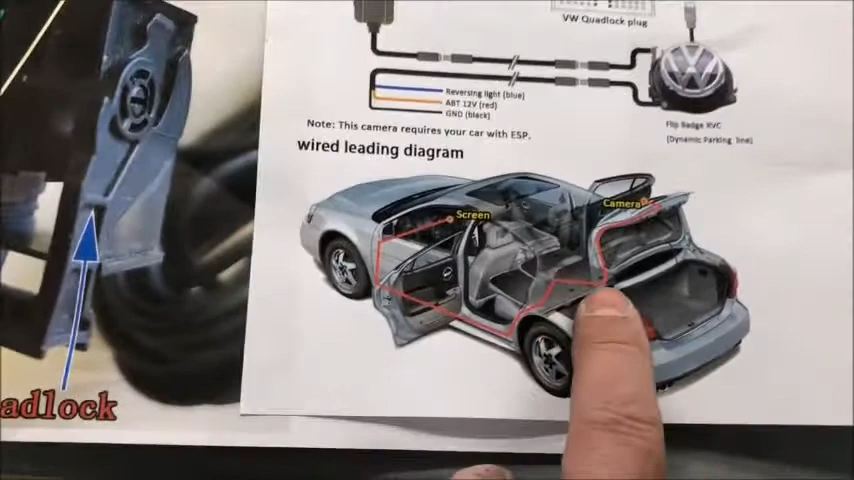 VW Quadlock plug
Reversing light (blue)
ABT 12V (red)
GND (black)
Flip Badge RVC
(Dynamic Parking line)
Note: This camera requires your car with ESP.
wired leading diagram
Screen
Camera
adlock